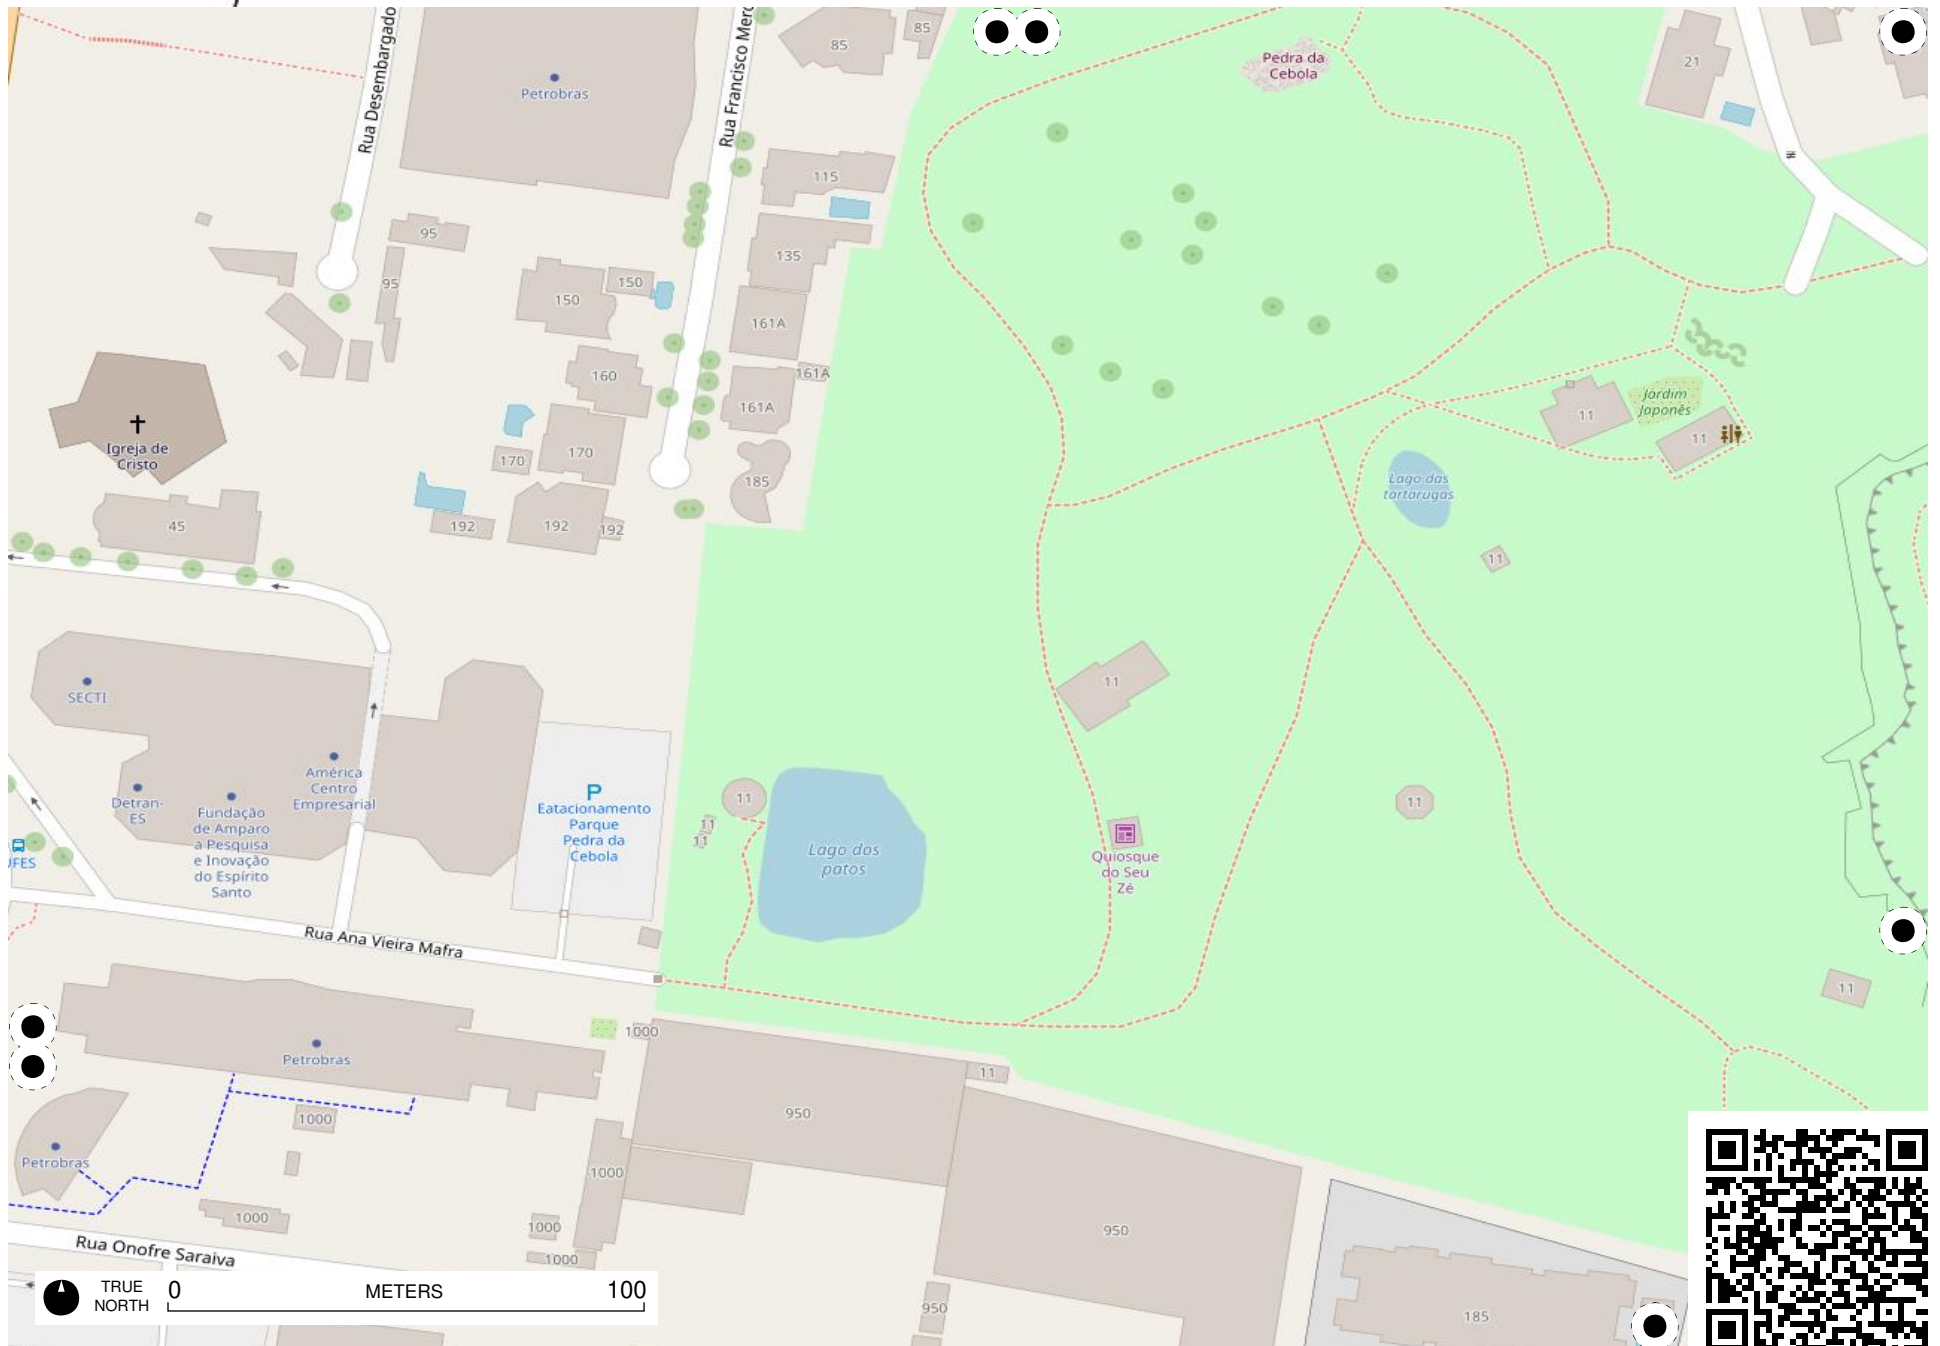 Rua Desembargado
Petrobras
Rua Francisco Merc
85
85
Pedra da
Cebola
21
115
95
135
95
150
150
161A
160
161A
161A
11
Jardim
Japonês
11
Igreja de
Cristo
170
170
185
Lago das
tartarugas
45
192
192
192
11
SECTI
11
América
Centro
Empresarial
Detran-
ES
Fundação
de Amparo
a Pesquisa
e Inovação
do Espírito
Santo
P
Eatacionamento
Parque
Pedra da
Cebola
11
11
11
Lago dos
patos
Quiosque
do Seu
Zé
11
UFES
Rua Ana Vieira Mafra
11
Petrobras
1000
11
1000
950
Petrobras
1000
1000
1000
950
1000
Rua Onofre Saraiva
TRUE
NORTH
0
METERS
100
950
185